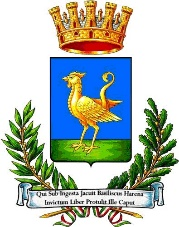 Qui Sub Ingesta Jacuit Basiliscus Harena
Invictum Liber Protulit Ille Caput